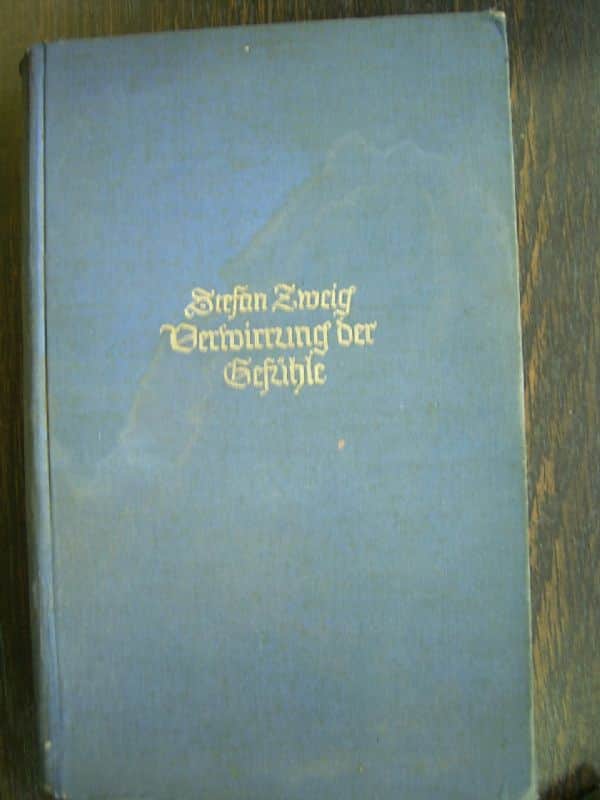 Stefan Zweig
Verwirrung der
Gefühle